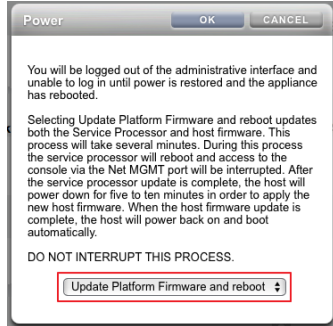 Power OK CANCEL
You will be logged out of the administrative interface and
unable to log in until power is restored and the appliance
has rebooted.
Selecting Update Platform Firmware and reboot updates
both the Service Processor and host firmware. This
process will take several minutes. During this process
the service processor will reboot and access to the
console via the Net MGMT port will be interrupted. After
the service processor update is complete, the host will
power down for five to ten minutes in order to apply the
new host firmware. When the host firmware update is
complete, the host will power back on and boot
automatically.
DO NOT INTERRUPT THIS PROCESS.
Update Platform Firmware and reboot